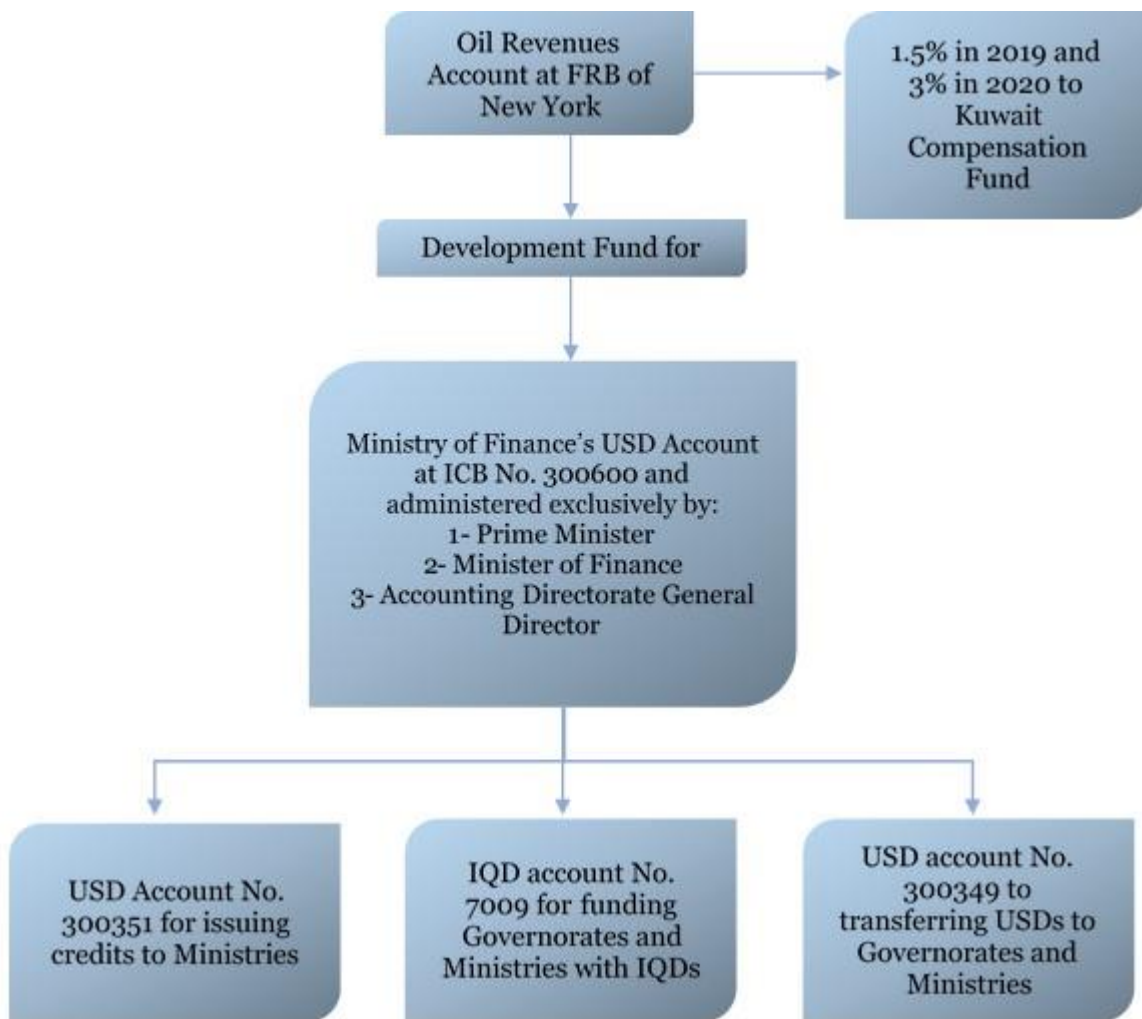 Oil Revenues
Account at FRB of
New York
1.5% in 2019 and
3% in 2020 to
Kuwait
Compensation
Fund
Development Fund for
Ministry of Finance’s USD Account
at ICB No. 300600 and
administered exclusively by:
1- Prime Minister
2- Minister of Finance
3- Accounting Directorate General
Director
USD Account No.
300351 for issuing
credits to Ministries
IQD account No.
7009 for funding
Governorates and
Ministries with IQDs
USD account No.
300349 to
transferring USDs to
Governorates and
Ministries